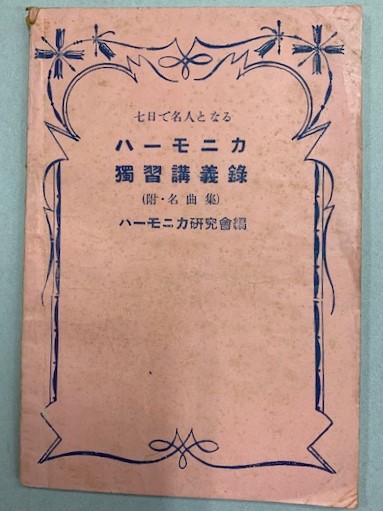 七日で名人となる
ハーモニカ
獨習講義錄
(附・名曲集)
ハーモニカ研究會編